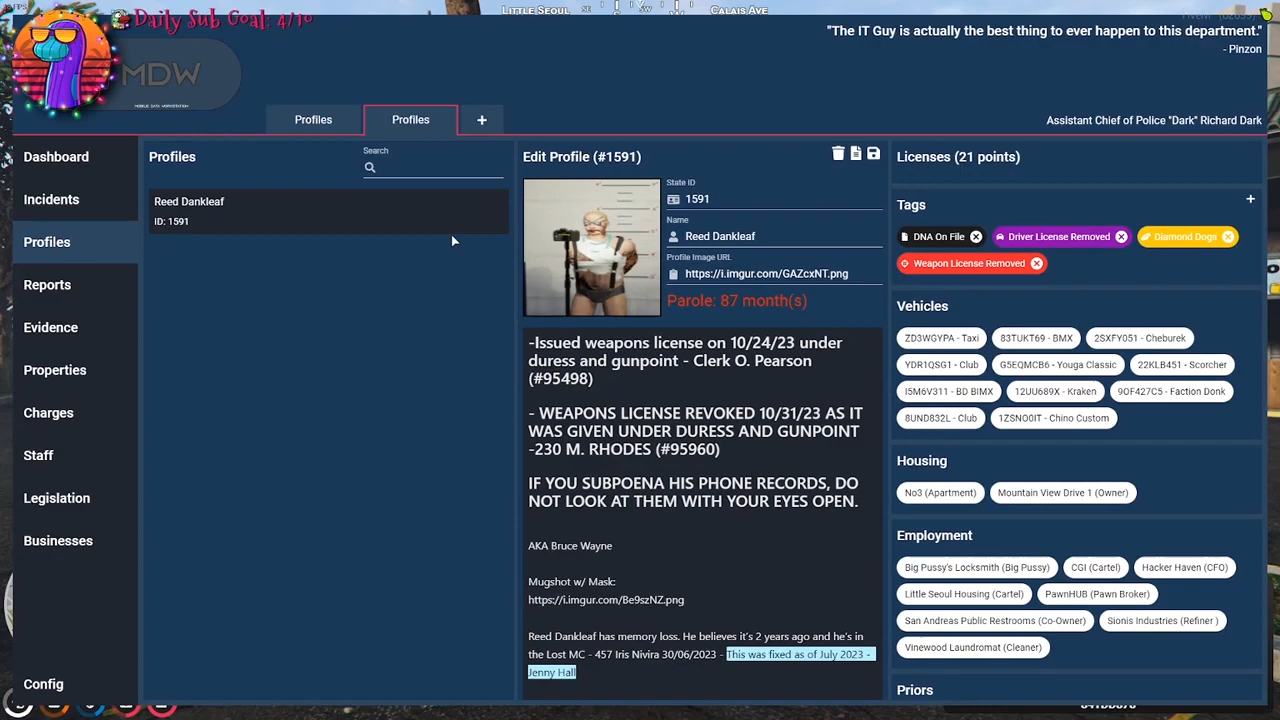 Daily Sub Goal: 4/10
LITTLE SEOUL SE S W CALAIS AVE
"The IT Guy is actually the best thing to ever happen to this department."
- Pinzon
MDW
MOBILE DATA WORKSTATION
Profiles
Profiles
+
Assistant Chief of Police "Dark" Richard Dark
Dashboard
Incidents
Profiles
Reports
Evidence
Properties
Charges
Staff
Legislation
Businesses
Config
Profiles
Search
Reed Dankleaf
ID: 1591
Edit Profile (#1591)
State ID
1591
Name
Reed Dankleaf
Profile Image URL
https://i.imgur.com/GAZcxNT.png
Parole: 87 month(s)
-Issued weapons license on 10/24/23 under
duress and gunpoint - Clerk O. Pearson
(#95498)
- WEAPONS LICENSE REVOKED 10/31/23 AS IT
WAS GIVEN UNDER DURESS AND GUNPOINT
-230 M. RHODES (#95960)
IF YOU SUBPOENA HIS PHONE RECORDS, DO
NOT LOOK AT THEM WITH YOUR EYES OPEN.
AKA Bruce Wayne
Mugshot w/ Mask:
https://i.imgur.com/Be9szNZ.png
Reed Dankleaf has memory loss. He believes it's 2 years ago and he's in
the Lost MC - 457 Iris Nivira 30/06/2023 - This was fixed as of July 2023 -
Jenny Hall
Licenses (21 points)
Tags
+
DNA On File Driver License Removed Diamond Dogs
Weapon License Removed
Vehicles
ZD3WGYPA - Taxi 83TUKT69 - BMX 2SXFY051 - Cheburek
YDR1QSG1 - Club G5EQMCB6 - Youga Classic 22KLB451 - Scorcher
I5M6V311 - BD BIMX 12UU689X - Kraken 9OF427C5 - Faction Donk
8UND832L - Club 1ZSNO0IT - Chino Custom
Housing
No3 (Apartment) Mountain View Drive 1 (Owner)
Employment
Big Pussy's Locksmith (Big Pussy) CGI (Cartel) Hacker Haven (CFO)
Little Seoul Housing (Cartel) PawnHUB (Pawn Broker)
San Andreas Public Restrooms (Co-Owner) Sionis Industries (Refiner )
Vinewood Laundromat (Cleaner)
Priors